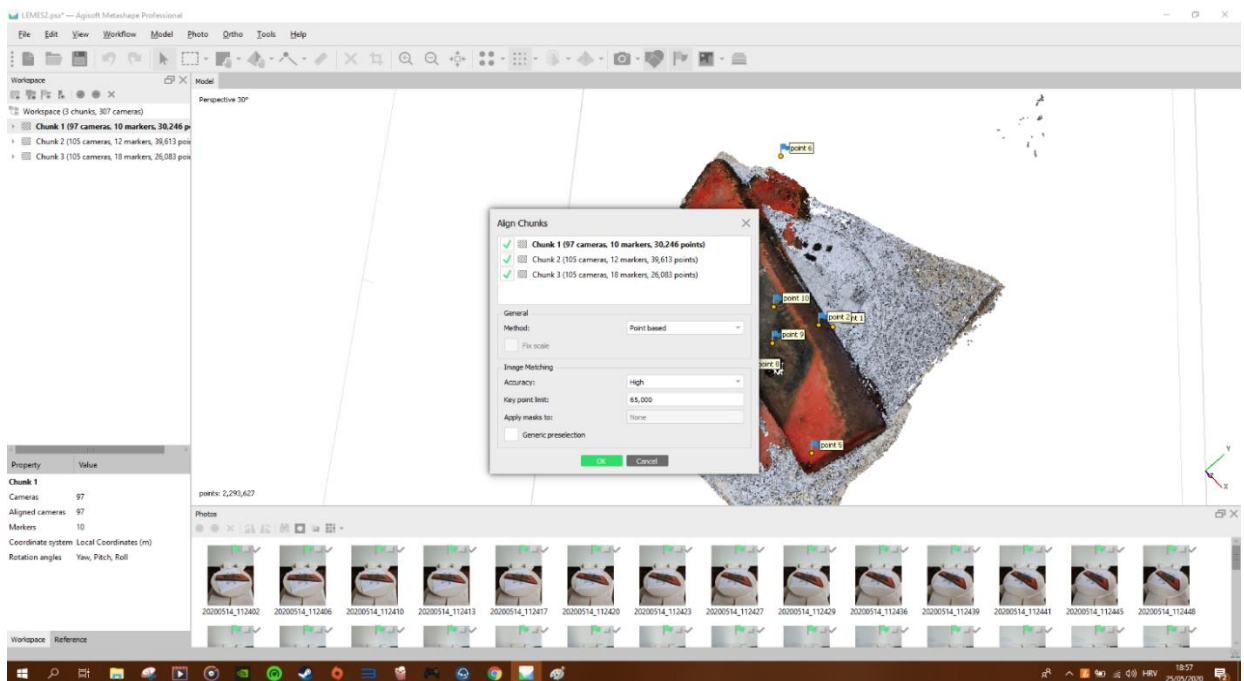 LEMESZ.psx* — Agisoft Metashape Professional
File Edit View Workflow Model Photo Ortho Tools Help
Workspace
Workspace (3 chunks, 307 cameras)
Chunk 1 (97 cameras, 10 markers, 30,246 p
Chunk 2 (105 cameras, 12 markers, 39,613 poi
Chunk 3 (105 cameras, 18 markers, 26,083 poi
Model
Perspective 30°
point 6
point 10
point 2
nt 1
point 9
point 8
point 5
Align Chunks
Chunk 1 (97 cameras, 10 markers, 30,246 points)
Chunk 2 (105 cameras, 12 markers, 39,613 points)
Chunk 3 (105 cameras, 18 markers, 26,083 points)
General
Method: Point based
Fix scale
Image Matching
Accuracy: High
Key point limit: 65,000
Apply masks to: None
Generic preselection
OK Cancel
Y
X
points: 2,293,627
Property Value
Chunk 1
Cameras 97
Aligned cameras 97
Markers 10
Coordinate system Local Coordinates (m)
Rotation angles Yaw, Pitch, Roll
Workspace Reference
Photos
20200514_112402 20200514_112406 20200514_112410 20200514_112413 20200514_112417 20200514_112420 20200514_112423 20200514_112427 20200514_112429 20200514_112436 20200514_112439 20200514_112441 20200514_112445 20200514_112448
HRV
18:57
25/05/2020